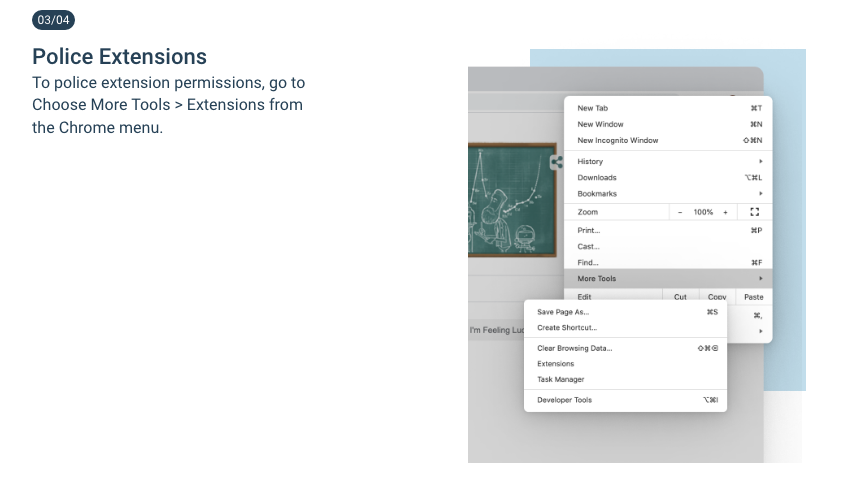 03/04
Police Extensions
To police extension permissions, go to
Choose More Tools > Extensions from
the Chrome menu.
New Tab ⌘T
New Window ⌘N
New Incognito Window ⇧⌘N
History ▸
Downloads ⌥⌘L
Bookmarks ▸
Zoom − 100% +
Print... ⌘P
Cast...
Find... ⌘F
More Tools ▸
Edit Cut Copy Paste
⌘,
▸
Save Page As... ⌘S
Create Shortcut...
I'm Feeling Luc
Clear Browsing Data... ⇧⌘⌫
Extensions
Task Manager
Developer Tools ⌥⌘I